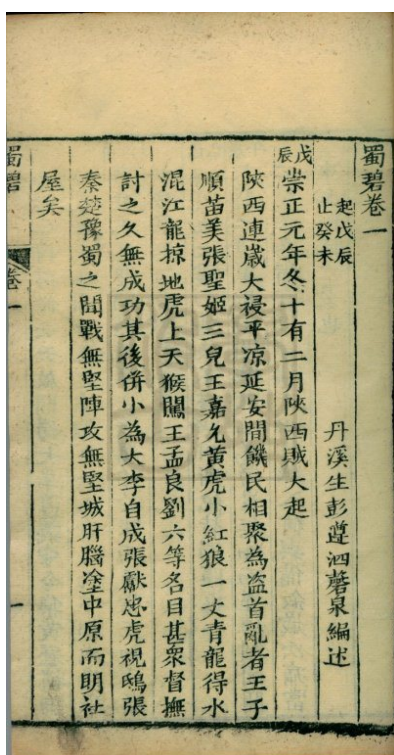 蜀碧卷一
起戊辰
止癸未
丹溪生彭遵泗磬泉編述
戊辰
崇正元年冬十有二月陝西賊大起
陝西連歲大祲平凉延安間饑民相聚為盗首亂者王子
順苗美張聖姬三兒王嘉允黃虎小紅狼一丈青龍得水
混江龍掠地虎上天猴闖王孟良劉六等名目甚衆督撫
討之久無成功其後併小為大李自成張獻忠虎視鴟張
秦楚豫蜀之間戰無堅陣攻無堅城肝腦塗中原而明社
屋矣
蜀碧
卷一
一